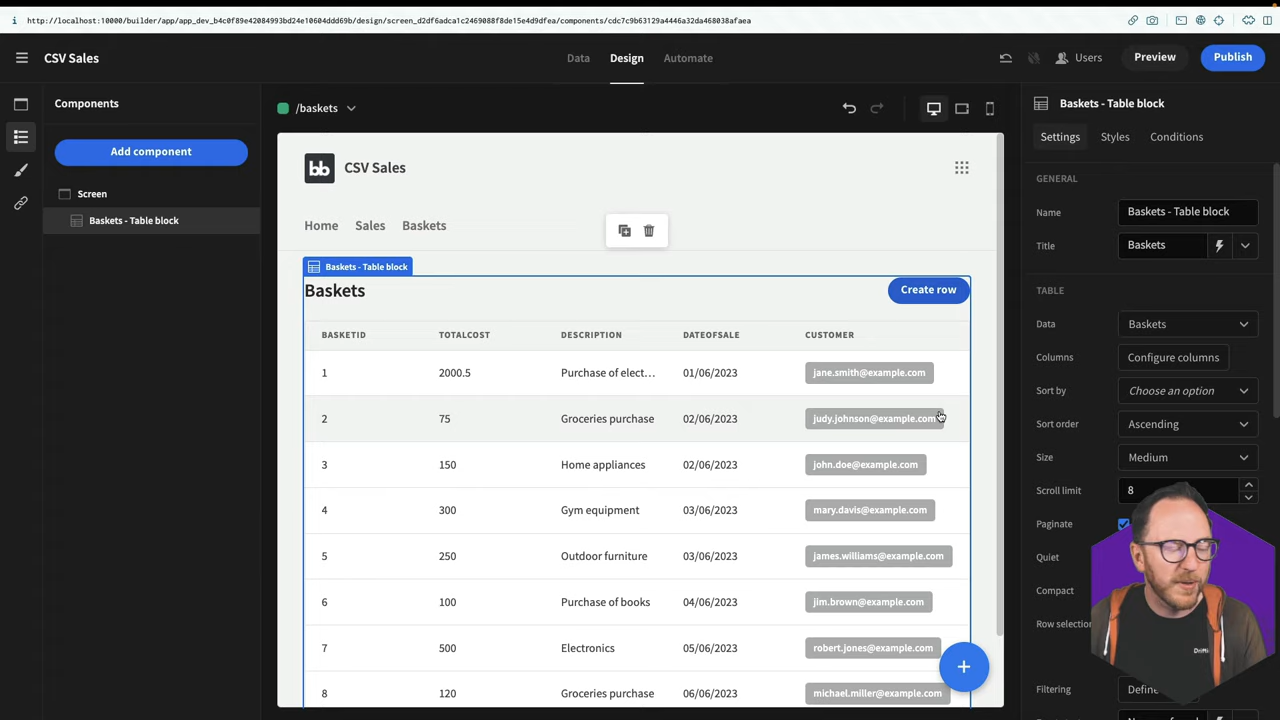 http://localhost:10000/builder/app/app_dev_b4c0f89e42084993bd24e10604ddd69b/design/screen_d2df6adca1c2469088f8de15e4d9dfea/components/cdc7c9b63129a4446a32da468038afaea
CSV Sales
Data Design Automate
Users Preview Publish
Components
Add component
Screen
Baskets - Table block
/baskets
bb CSV Sales
Home Sales Baskets
Baskets - Table block
Baskets Create row
BASKETID TOTALCOST DESCRIPTION DATEOFSALE CUSTOMER
1 2000.5 Purchase of elect... 01/06/2023 jane.smith@example.com
2 75 Groceries purchase 02/06/2023 judy.johnson@example.com
3 150 Home appliances 02/06/2023 john.doe@example.com
4 300 Gym equipment 03/06/2023 mary.davis@example.com
5 250 Outdoor furniture 03/06/2023 james.williams@example.com
6 100 Purchase of books 04/06/2023 jim.brown@example.com
7 500 Electronics 05/06/2023 robert.jones@example.com
8 120 Groceries purchase 06/06/2023 michael.miller@example.com
Baskets - Table block
Settings Styles Conditions
GENERAL
Name Baskets - Table block
Title Baskets
TABLE
Data Baskets
Columns Configure columns
Sort by Choose an option
Sort order Ascending
Size Medium
Scroll limit 8
Paginate
Quiet
Compact
Row selection
Filtering